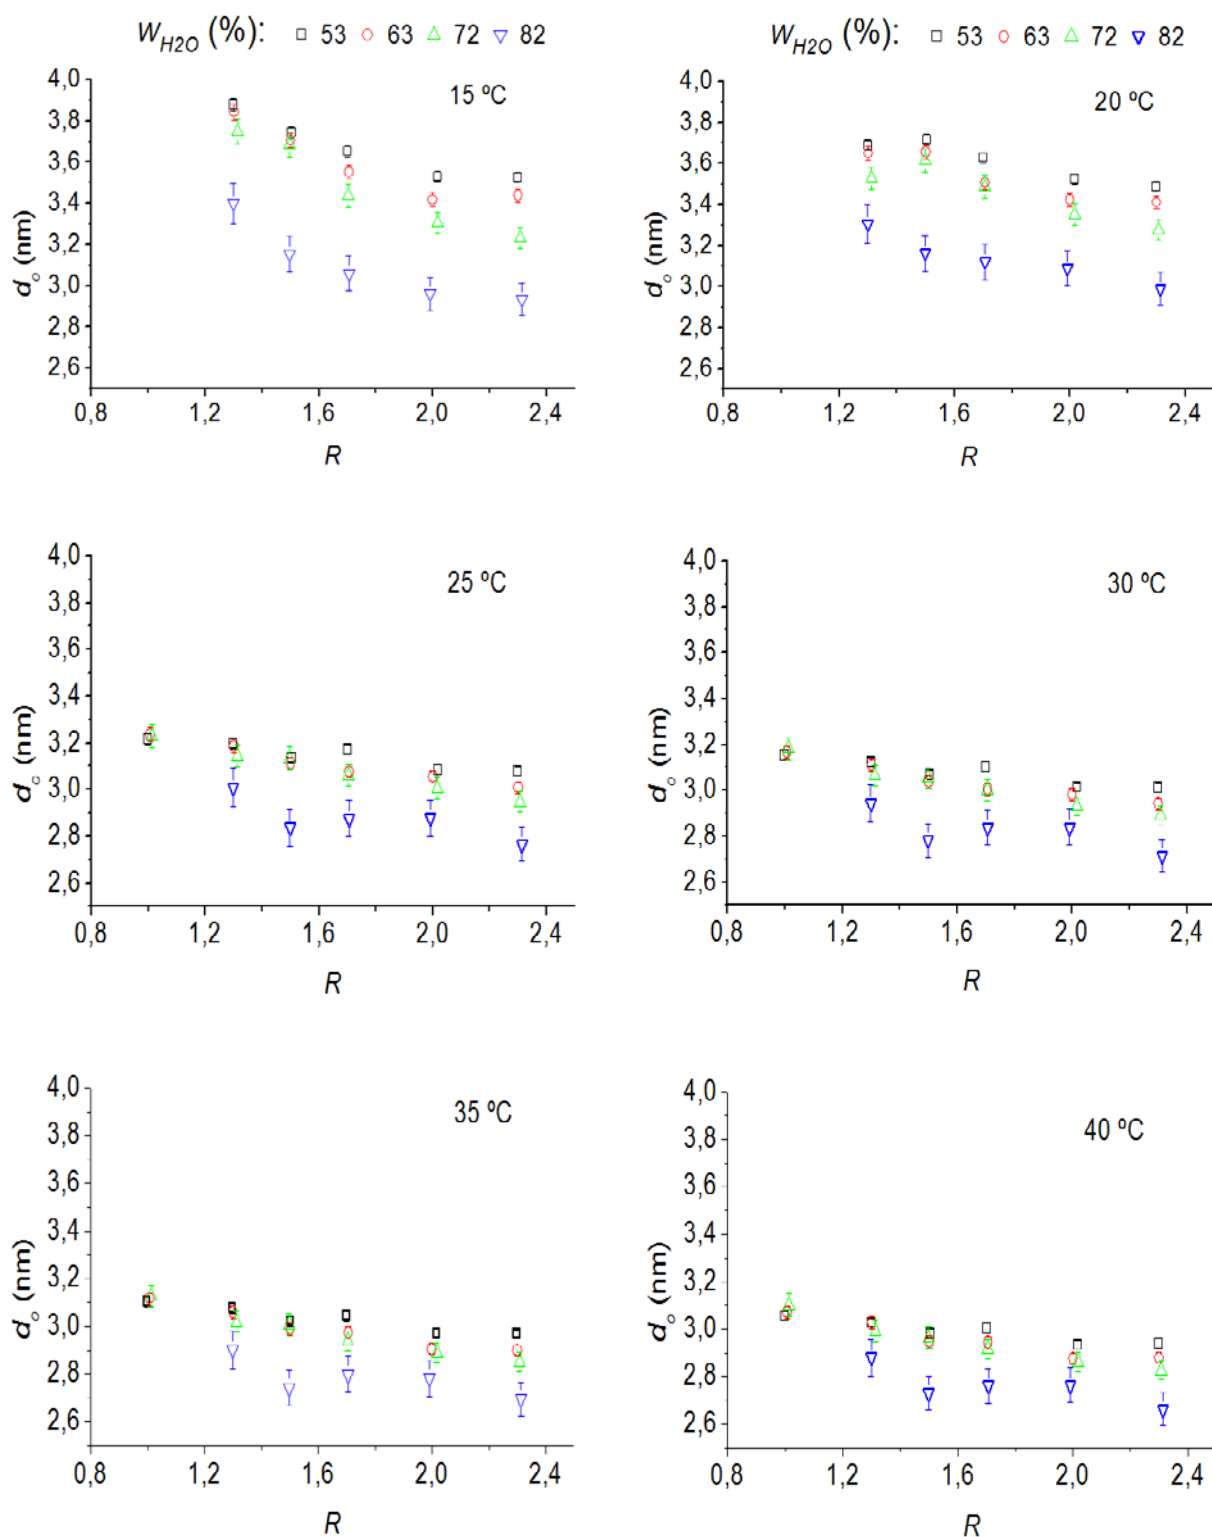 W_H2O (%): 53 63 72 82
W_H2O (%): 53 63 72 82
15 ºC
4,0
3,8
3,6
3,4
3,2
3,0
2,8
2,6
d_o (nm)
0,8 1,2 1,6 2,0 2,4
R
20 ºC
4,0
3,8
3,6
3,4
3,2
3,0
2,8
2,6
d_o (nm)
0,8 1,2 1,6 2,0 2,4
R
25 ºC
4,0
3,8
3,6
3,4
3,2
3,0
2,8
2,6
d_o (nm)
0,8 1,2 1,6 2,0 2,4
R
30 ºC
4,0
3,8
3,6
3,4
3,2
3,0
2,8
2,6
d_o (nm)
0,8 1,2 1,6 2,0 2,4
R
35 ºC
4,0
3,8
3,6
3,4
3,2
3,0
2,8
2,6
d_o (nm)
0,8 1,2 1,6 2,0 2,4
R
40 ºC
4,0
3,8
3,6
3,4
3,2
3,0
2,8
2,6
d_o (nm)
0,8 1,2 1,6 2,0 2,4
R